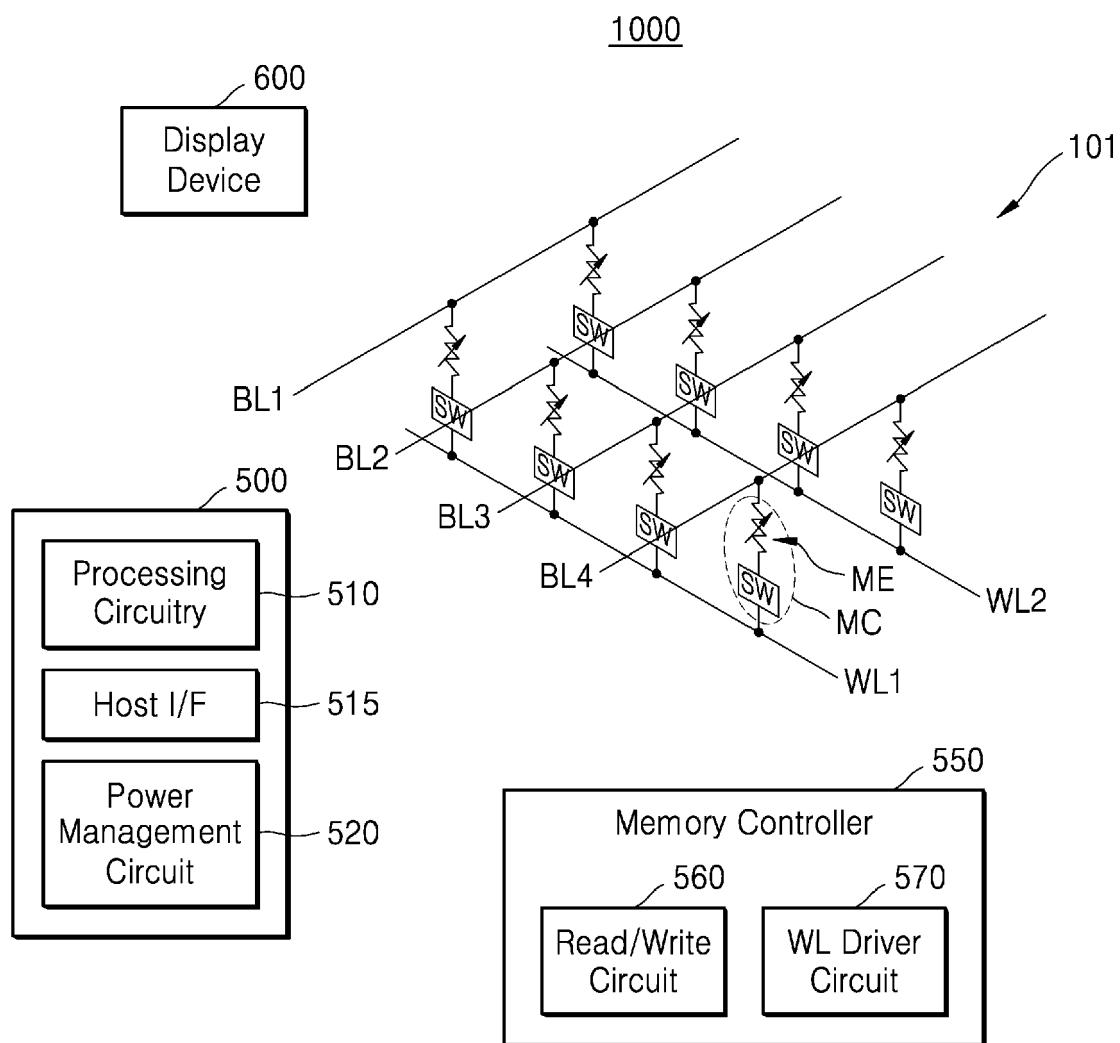 1000
600
Display
Device
101
SW
SW
BL1
SW
SW
BL2
SW
SW
BL3
SW
SW
BL4
ME
MC
WL2
WL1
500
Processing
Circuitry
510
Host I/F
515
Power
Management
Circuit
520
550
Memory Controller
560
570
Read/Write
Circuit
WL Driver
Circuit